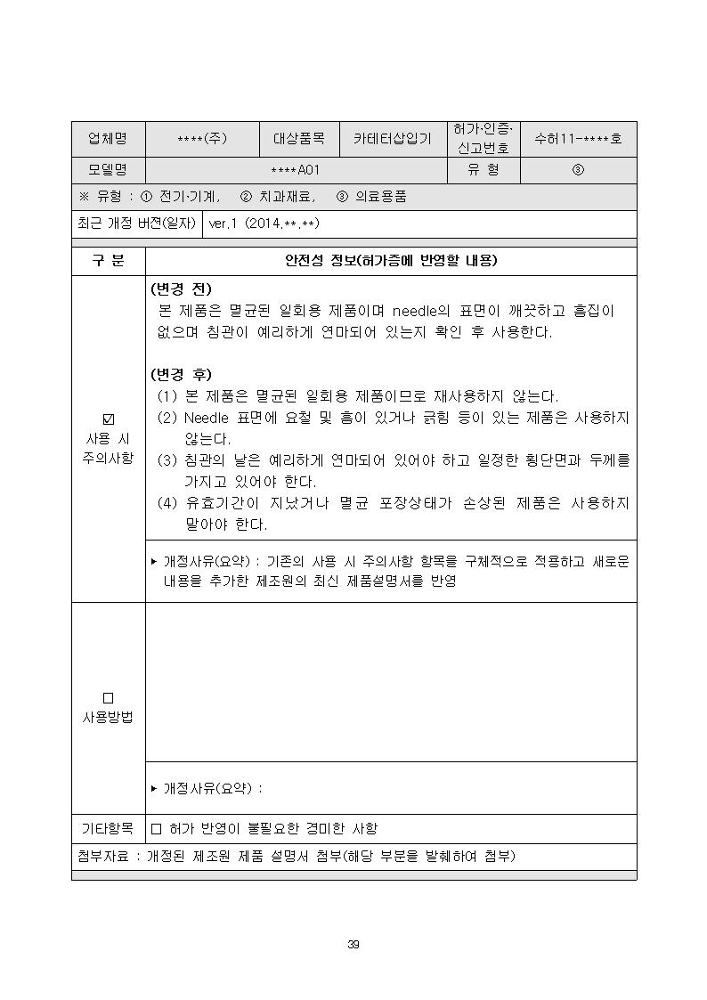 업체명 ****(주) 대상품목 카테터삽입기 허가·인증·
신고번호 수허11-****호
모델명 ****A01 유 형 ③
※ 유형 : ① 전기·기계, ② 치과재료, ③ 의료용품
최근 개정 버젼(일자) ver.1 (2014.**.**)
구 분 안전성 정보(허가증에 반영할 내용)
☑
사용 시
주의사항
(변경 전)
본 제품은 멸균된 일회용 제품이며 needle의 표면이 깨끗하고 흠집이
없으며 침관이 예리하게 연마되어 있는지 확인 후 사용한다.
(변경 후)
(1) 본 제품은 멸균된 일회용 제품이므로 재사용하지 않는다.
(2) Needle 표면에 요철 및 흠이 있거나 긁힘 등이 있는 제품은 사용하지
않는다.
(3) 침관의 날은 예리하게 연마되어 있어야 하고 일정한 횡단면과 두께를
가지고 있어야 한다.
(4) 유효기간이 지났거나 멸균 포장상태가 손상된 제품은 사용하지
말아야 한다.
▶ 개정사유(요약) : 기존의 사용 시 주의사항 항목을 구체적으로 적용하고 새로운
내용을 추가한 제조원의 최신 제품설명서를 반영
□
사용방법
▶ 개정사유(요약) :
기타항목 □ 허가 반영이 불필요한 경미한 사항
첨부자료 : 개정된 제조원 제품 설명서 첨부(해당 부분을 발췌하여 첨부)
39